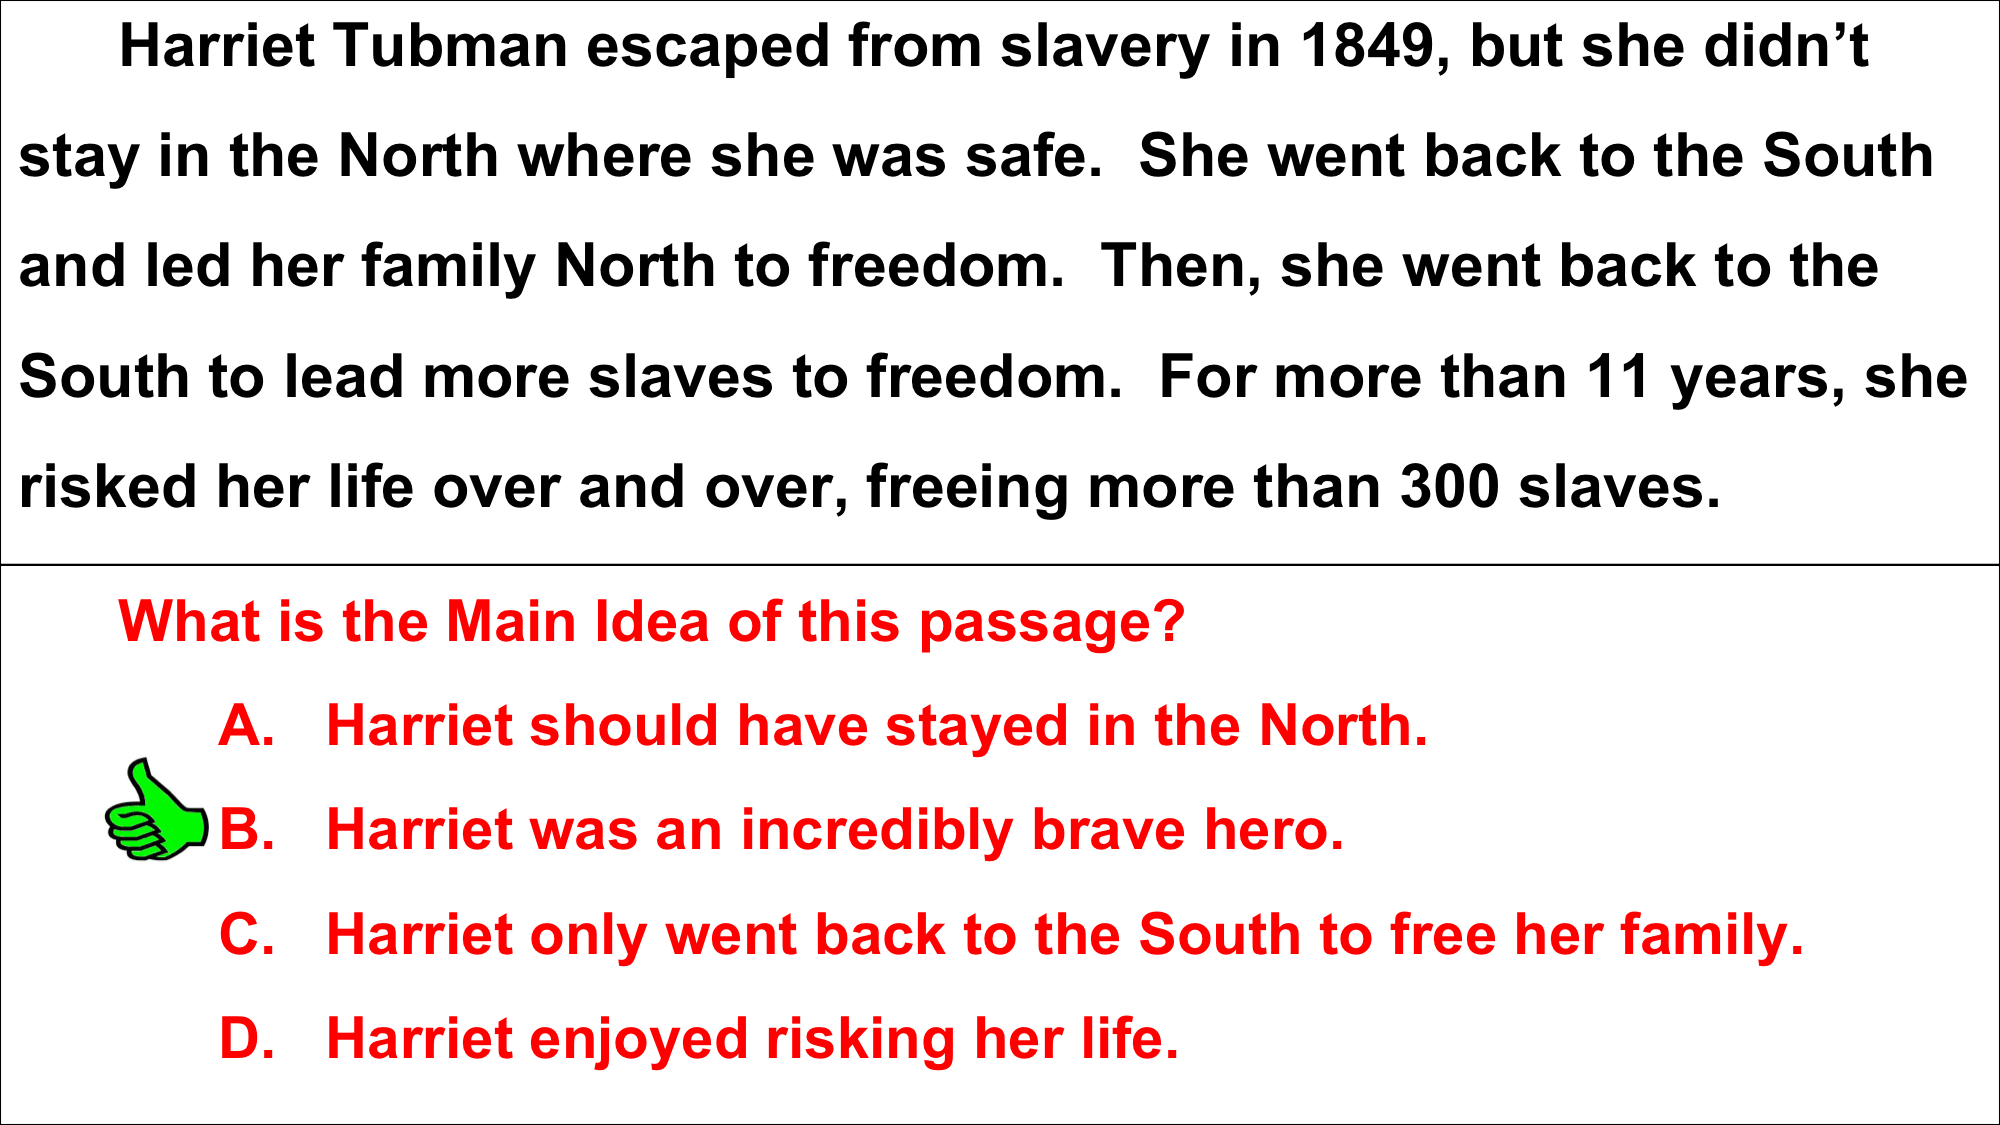 Harriet Tubman escaped from slavery in 1849, but she didn’t
stay in the North where she was safe.  She went back to the South
and led her family North to freedom.  Then, she went back to the
South to lead more slaves to freedom.  For more than 11 years, she
risked her life over and over, freeing more than 300 slaves.
What is the Main Idea of this passage?
A. Harriet should have stayed in the North.
B. Harriet was an incredibly brave hero.
C. Harriet only went back to the South to free her family.
D. Harriet enjoyed risking her life.